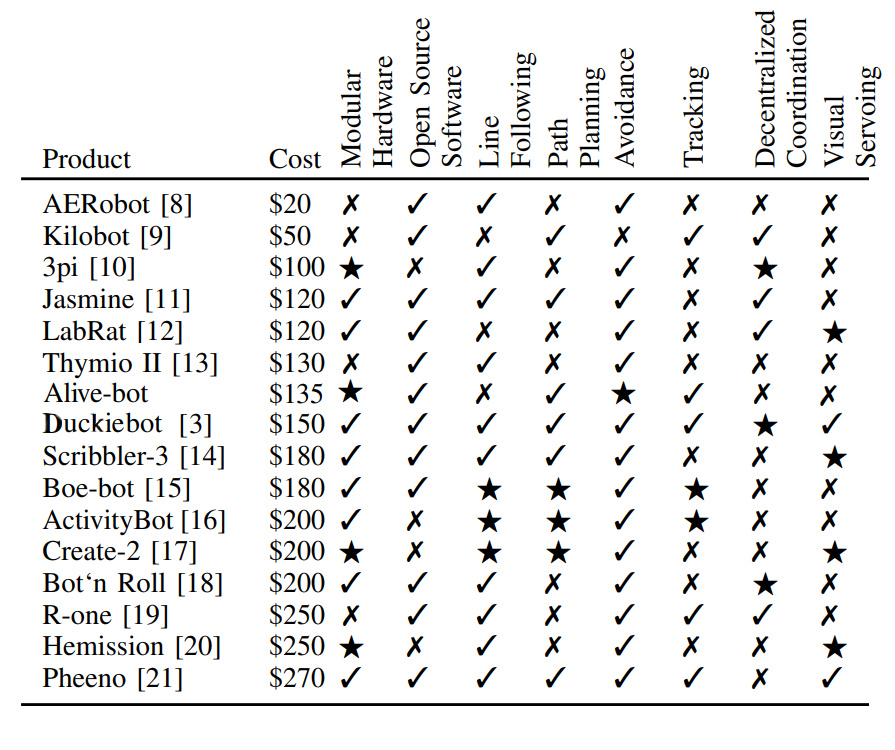 Product Cost Modular Hardware Open Source Software Line Following Path Planning Avoidance Tracking Decentralized Coordination Visual Servoing
AERobot [8] $20 ✗ ✓ ✓ ✗ ✓ ✗ ✗ ✗
Kilobot [9] $50 ✗ ✓ ✗ ✓ ✗ ✓ ✓ ✗
3pi [10] $100 ★ ✗ ✓ ✗ ✓ ✗ ★ ✗
Jasmine [11] $120 ✓ ✓ ✓ ✓ ✓ ✗ ✓ ✗
LabRat [12] $120 ✓ ✓ ✗ ✗ ✓ ✗ ✓ ★
Thymio II [13] $130 ✗ ✓ ✓ ✗ ✓ ✗ ✗ ✗
Alive-bot $135 ★ ✓ ✗ ✓ ★ ✓ ✗ ✗
Duckiebot [3] $150 ✓ ✓ ✓ ✓ ✓ ✓ ★ ✓
Scribbler-3 [14] $180 ✓ ✓ ✓ ✓ ✓ ✗ ✗ ★
Boe-bot [15] $180 ✓ ✓ ★ ★ ✓ ★ ✗ ✗
ActivityBot [16] $200 ✓ ✗ ★ ★ ✓ ★ ✗ ✗
Create-2 [17] $200 ★ ✗ ★ ★ ✓ ✗ ✗ ★
Bot‘n Roll [18] $200 ✓ ✓ ✓ ✗ ✓ ✗ ★ ✗
R-one [19] $250 ✗ ✓ ✓ ✗ ✓ ✓ ✓ ✗
Hemission [20] $250 ★ ✗ ✓ ✗ ✓ ✗ ✗ ★
Pheeno [21] $270 ✓ ✓ ✓ ✓ ✓ ✓ ✗ ✓